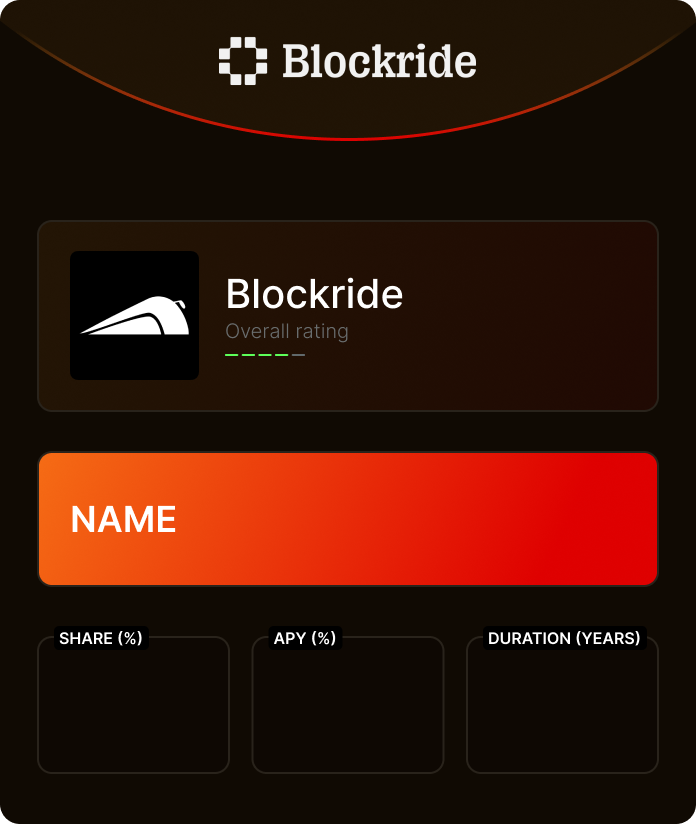 Blockride
Blockride
Overall rating
NAME
SHARE (%)
APY (%)
DURATION (YEARS)